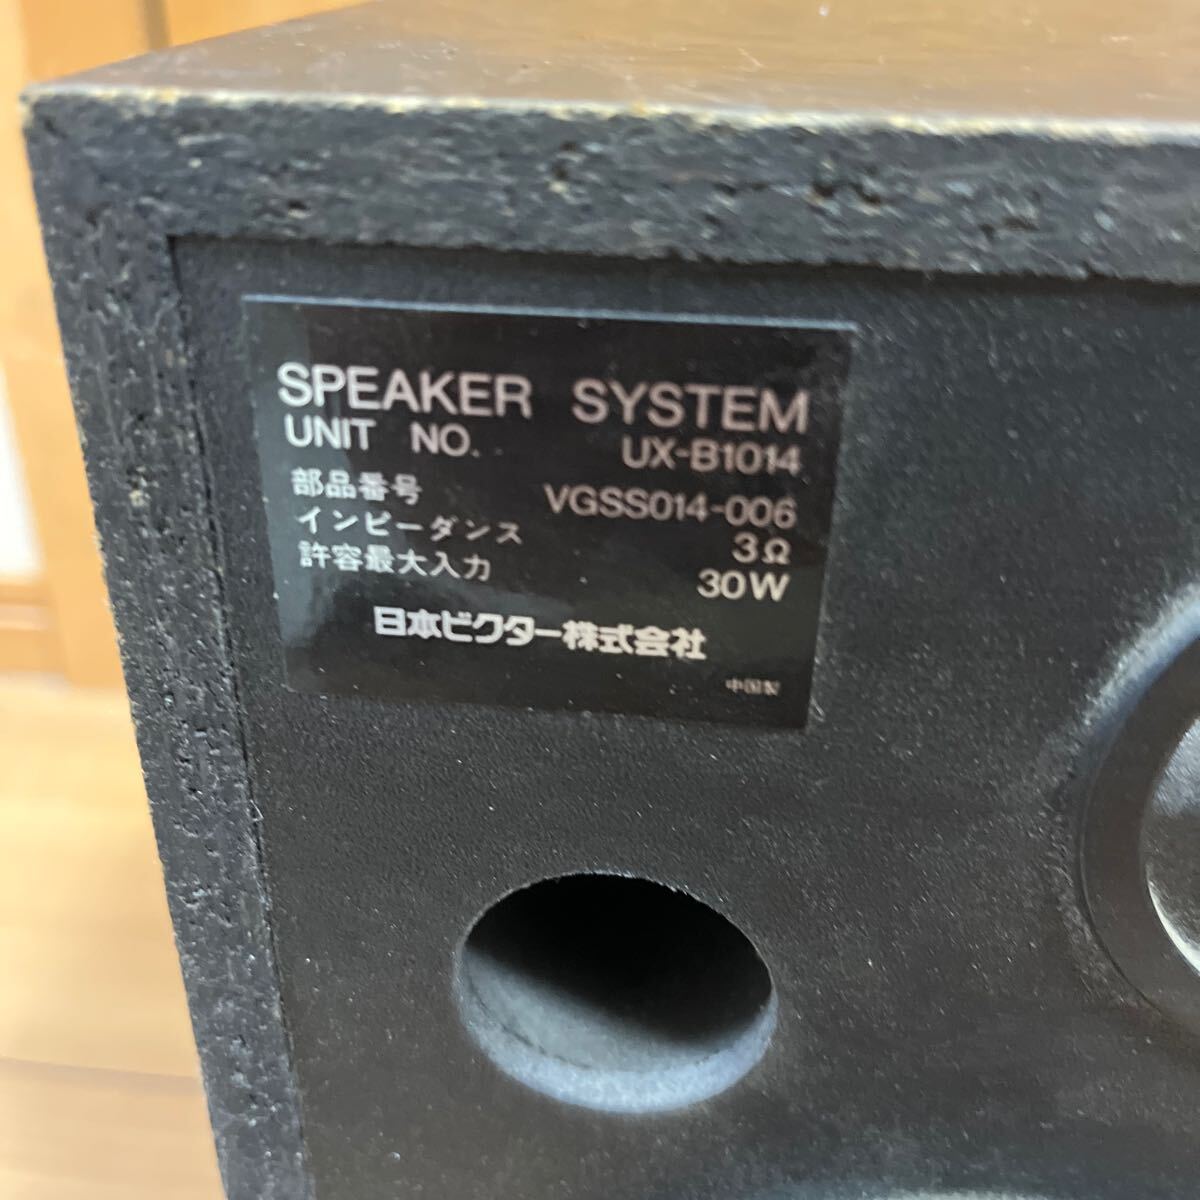 SPEAKER SYSTEM
UNIT NO. UX-B1014
部品番号 VGSS014-006
インピーダンス 3Ω
許容最大入力 30W
日本ビクター株式会社
中国製